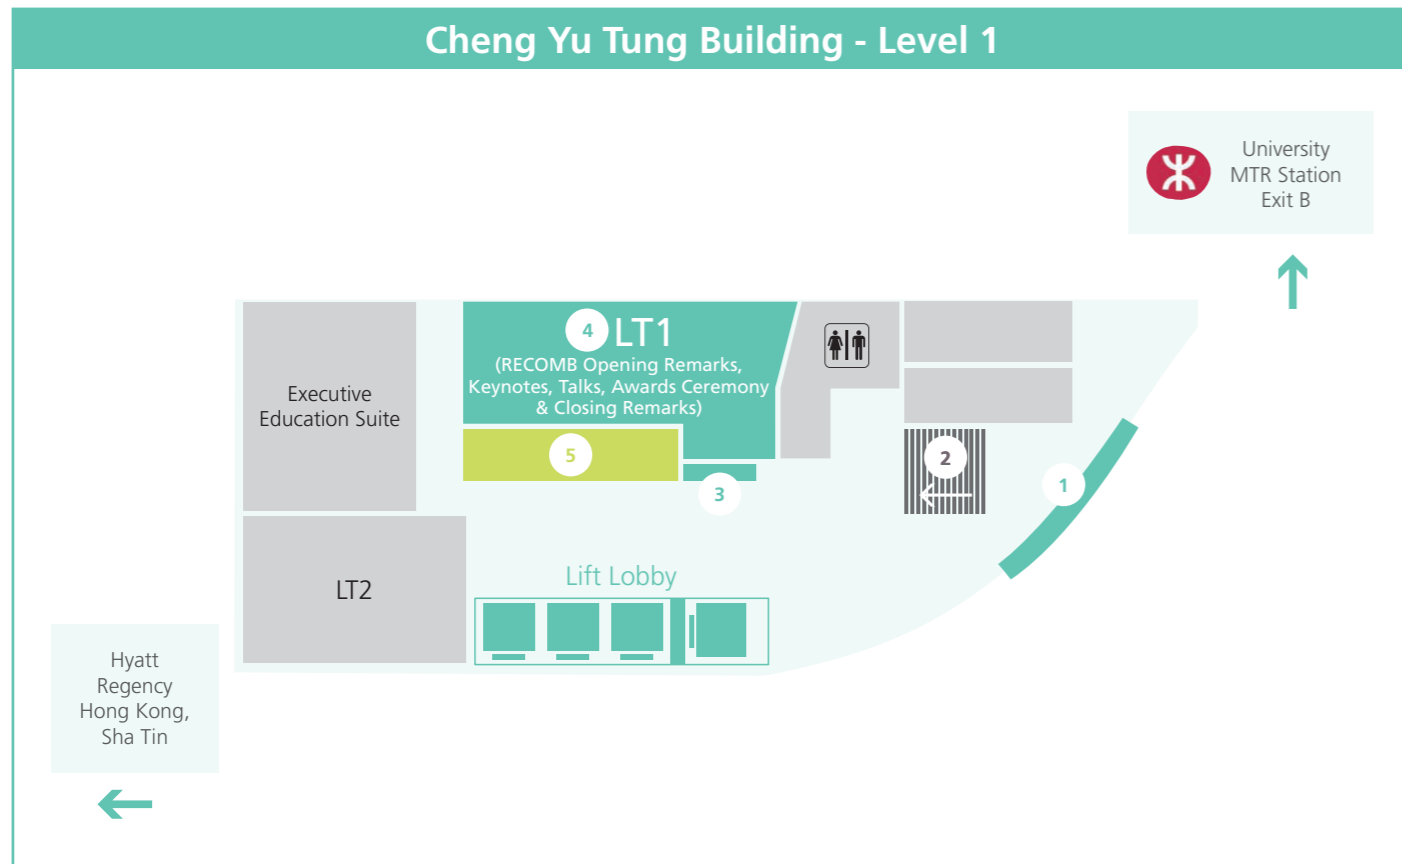 Cheng Yu Tung Building - Level 1
University
MTR Station
Exit B
4 LT1
(RECOMB Opening Remarks,
Keynotes, Talks, Awards Ceremony
& Closing Remarks)
Executive
Education Suite
5
2
3
1
Lift Lobby
LT2
Hyatt
Regency
Hong Kong,
Sha Tin